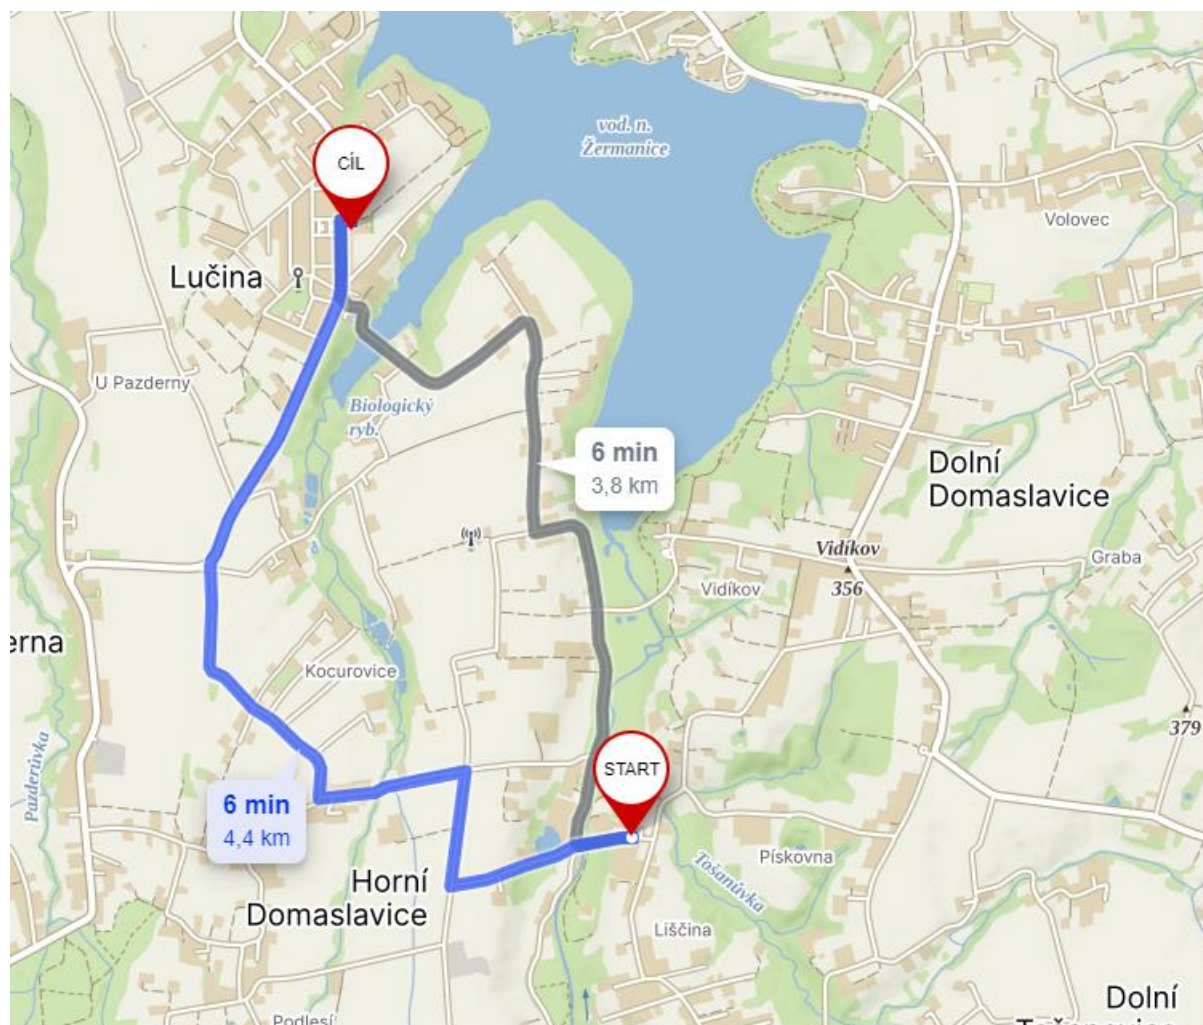 vod. n.
Žermanice
CÍL
Volovec
Lučina
U Pazderny
Biologický
ryb.
6 min
3,8 km
Dolní
Domaslavice
Vidíkov
356
Graba
Vidíkov
erna
Kocurovice
379
Pazderůvka
START
6 min
4,4 km
Horní
Domaslavice
Pískovna
Tošanůvka
Liščina
Dolní
Podlesí